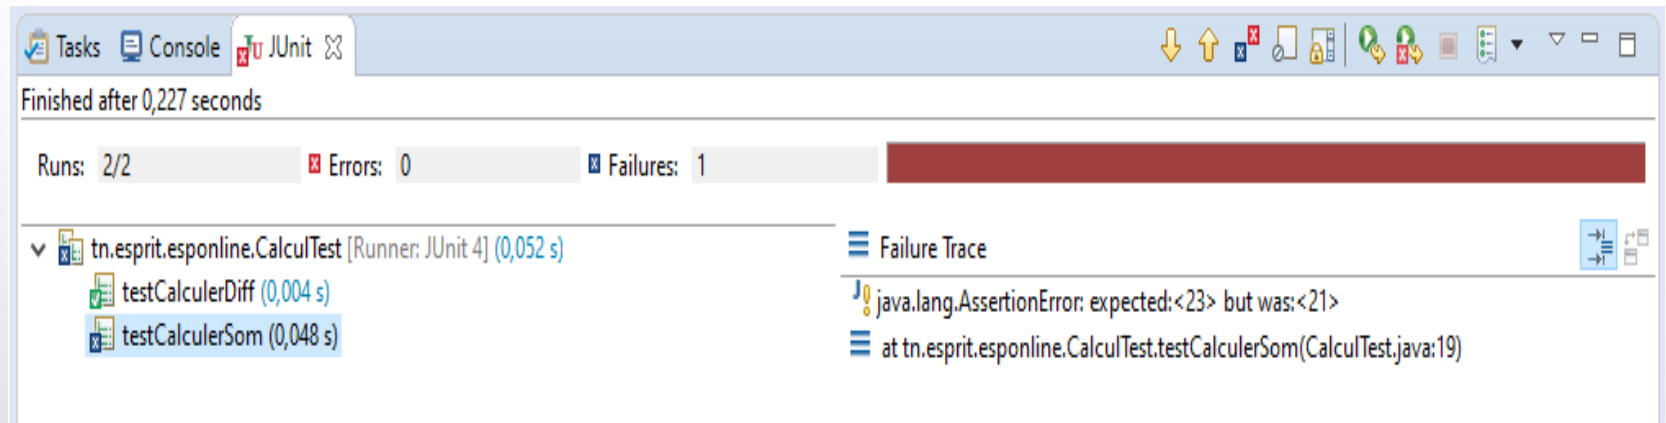 Tasks Console JUnit
Finished after 0,227 seconds
Runs: 2/2 Errors: 0 Failures: 1
tn.esprit.esponline.CalculTest [Runner: JUnit 4] (0,052 s)
testCalculerDiff (0,004 s)
testCalculerSom (0,048 s)
Failure Trace
java.lang.AssertionError: expected:<23> but was:<21>
at tn.esprit.esponline.CalculTest.testCalculerSom(CalculTest.java:19)